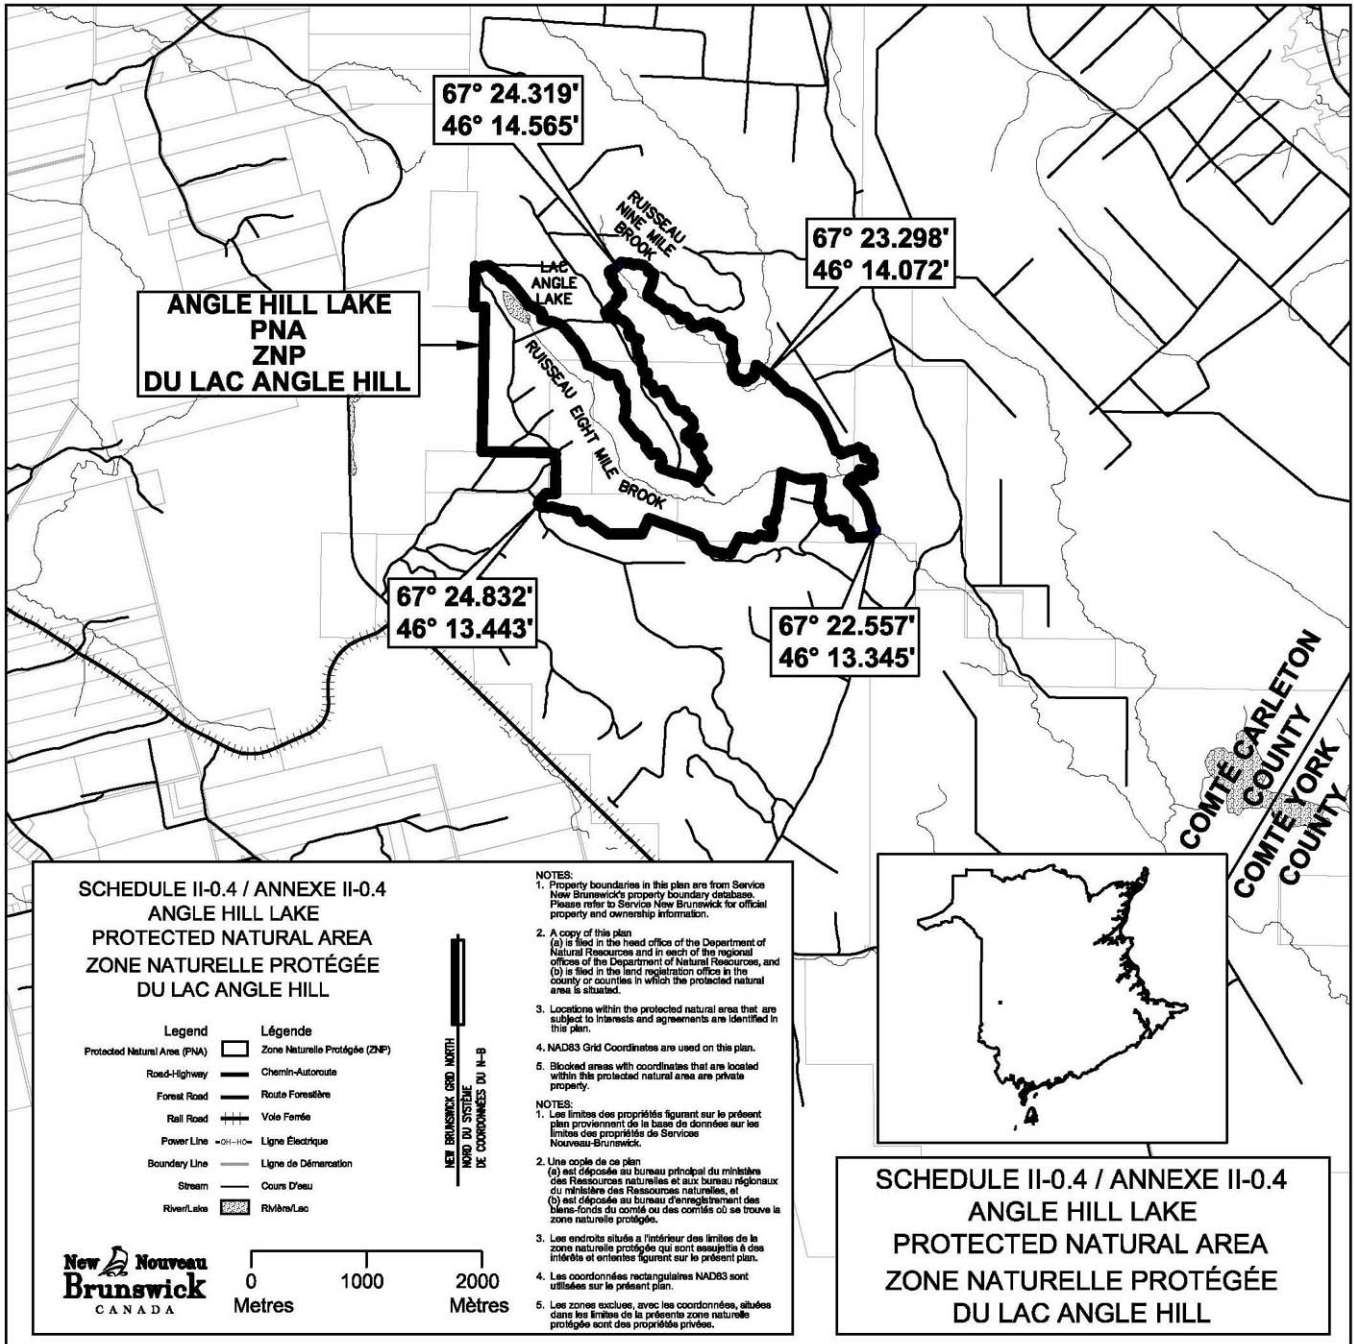 67° 24.319'
46° 14.565'
RUISSEAU
NINE MILE
BROOK
67° 23.298'
46° 14.072'
LAC
ANGLE
LAKE
ANGLE HILL LAKE
PNA
ZNP
DU LAC ANGLE HILL
RUISSEAU EIGHT MILE BROOK
67° 24.832'
46° 13.443'
67° 22.557'
46° 13.345'
COMTÉ CARLETON
COUNTY
COMTÉ YORK
COUNTY
SCHEDULE II-0.4 / ANNEXE II-0.4
ANGLE HILL LAKE
PROTECTED NATURAL AREA
ZONE NATURELLE PROTÉGÉE
DU LAC ANGLE HILL
Legend Légende
Protected Natural Area (PNA) Zone Naturelle Protégée (ZNP)
Road-Highway Chemin-Autoroute
Forest Road Route Forestière
Rail Road Voie Ferrée
Power Line -OH-HO- Ligne Électrique
Boundary Line Ligne de Démarcation
Stream Cours D'eau
River/Lake Rivière/Lac
NEW BRUNSWICK GRID NORTH
NORD DU SYSTÈME
DE COORDONNÉES DU N-B
New Nouveau
Brunswick
CANADA
0 1000 2000
Metres Mètres
NOTES:
1. Property boundaries in this plan are from Service
New Brunswick's property boundary database.
Please refer to Service New Brunswick for official
property and ownership information.
2. A copy of this plan
(a) is filed in the head office of the Department of
Natural Resources and in each of the regional
offices of the Department of Natural Resources, and
(b) is filed in the land registration office in the
county or counties in which the protected natural
area is situated.
3. Locations within the protected natural area that are
subject to interests and agreements are identified in
this plan.
4. NAD83 Grid Coordinates are used on this plan.
5. Blocked areas with coordinates that are located
within this protected natural area are private
property.
NOTES:
1. Les limites des propriétés figurant sur le présent
plan proviennent de la base de données sur les
limites des propriétés de Services
Nouveau-Brunswick.
2. Une copie de ce plan
(a) est déposée au bureau principal du ministère
des Ressources naturelles et aux bureau régionaux
du ministère des Ressources naturelles, et
(b) est déposée au bureau d'enregistrement des
biens-fonds du comté ou des comtés où se trouve la
zone naturelle protégée.
3. Les endroits situés a l'intérieur des limites de la
zone naturelle protégée qui sont assujettis à des
intérêts et ententes figurent sur le présent plan.
4. Les coordonnées rectangulaires NAD83 sont
utilisées sur le présent plan.
5. Les zones exclues, avec les coordonnées, situées
dans les limites de la présente zone naturelle
protégée sont des propriétés privées.
SCHEDULE II-0.4 / ANNEXE II-0.4
ANGLE HILL LAKE
PROTECTED NATURAL AREA
ZONE NATURELLE PROTÉGÉE
DU LAC ANGLE HILL